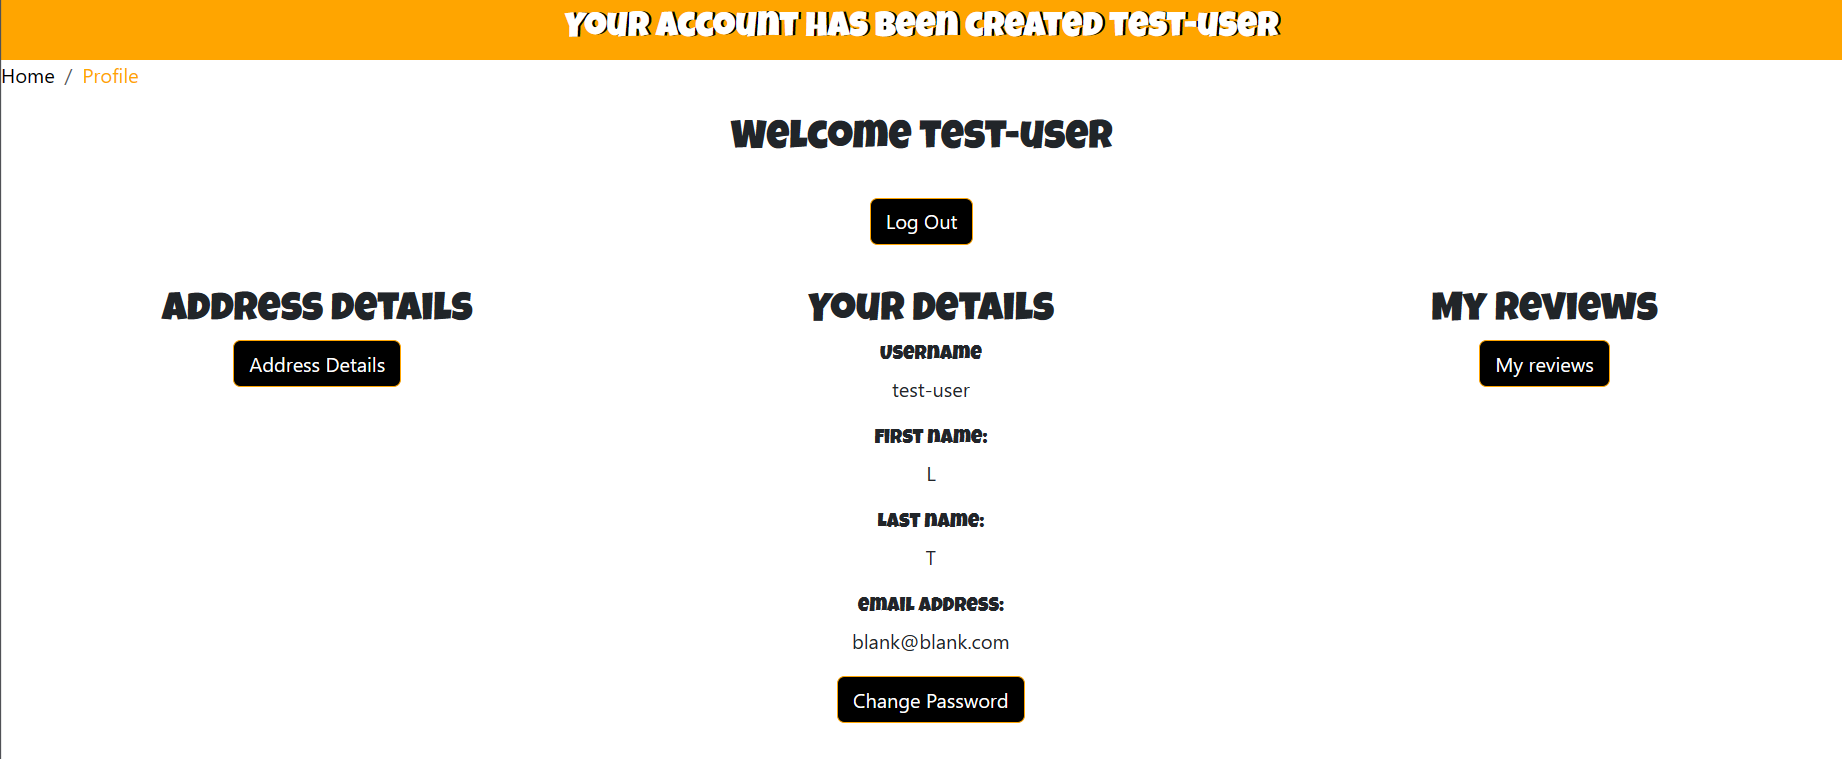 Your Account has been created test-user
Home / Profile
Welcome test-user
Log Out
Address Details
Address Details
Your Details
Username
test-user
First name:
L
Last name:
T
Email address:
blank@blank.com
Change Password
My Reviews
My reviews